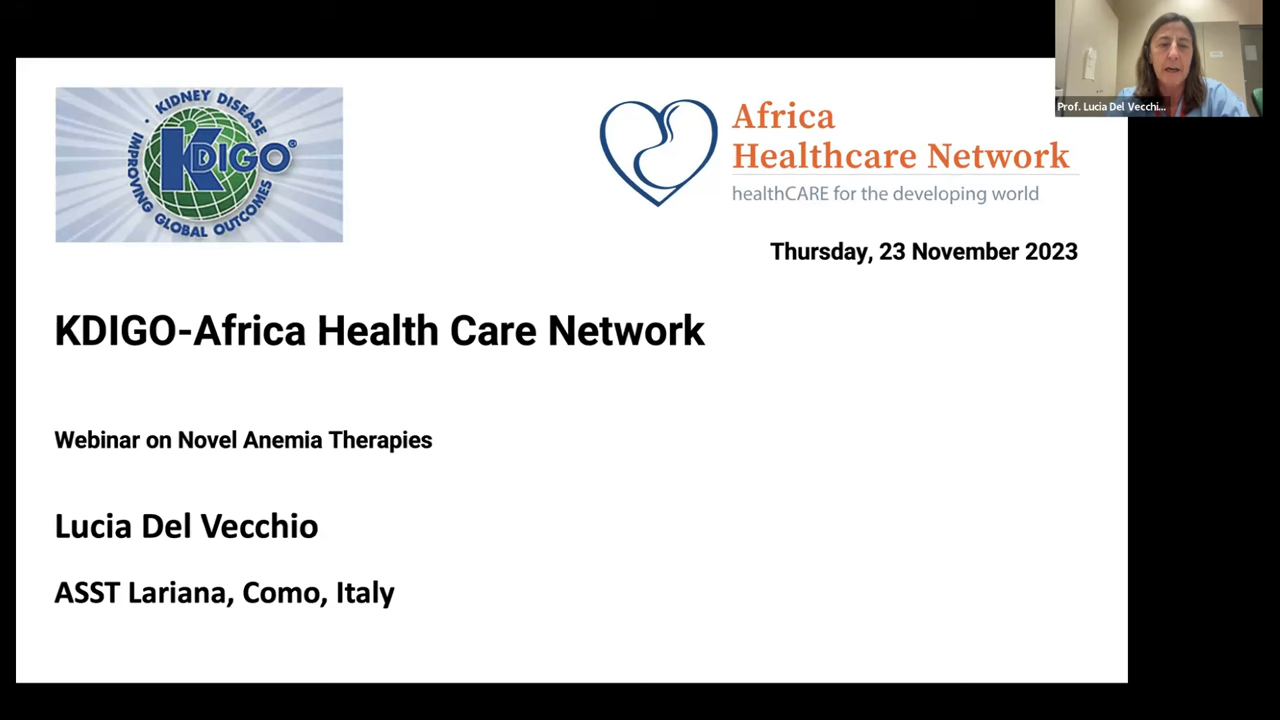 KIDNEY DISEASE
KDIGO®
IMPROVING GLOBAL OUTCOMES
Africa
Healthcare Network
healthCARE for the developing world
Prof. Lucia Del Vecchi...
Thursday, 23 November 2023
KDIGO-Africa Health Care Network
Webinar on Novel Anemia Therapies
Lucia Del Vecchio
ASST Lariana, Como, Italy